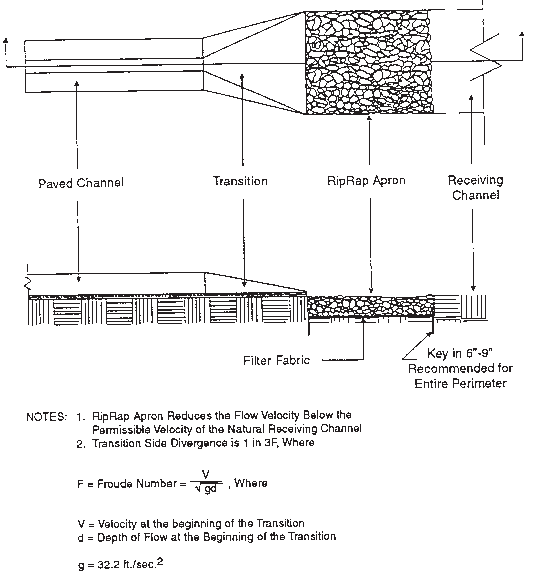 Paved Channel
Transition
RipRap Apron
Receiving
Channel
Filter Fabric
Key in 6"-9"
Recommended for
Entire Perimeter
NOTES: 1. RipRap Apron Reduces the Flow Velocity Below the
Permissible Velocity of the Natural Receiving Channel
2. Transition Side Divergence is 1 in 3F, Where
F = Froude Number = V / √gd , Where
V = Velocity at the beginning of the Transition
d = Depth of Flow at the Beginning of the Transition
g = 32.2 ft./sec.²